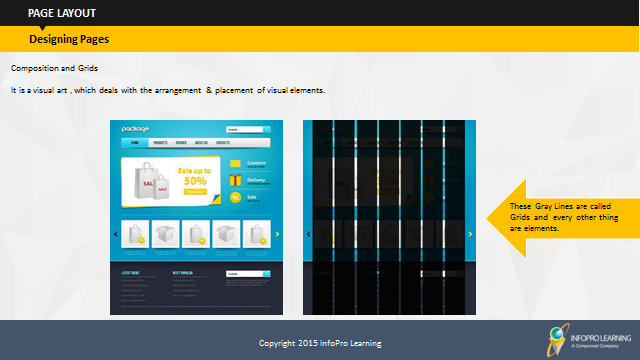 PAGE LAYOUT
Designing Pages
Composition and Grids
It is a visual art , which deals with the arrangement & placement of visual elements.
package
Search...
HOME PRODUCTS SERVICE ABOUT US CONTACTS
SALE
SALE
Sale up to
50%
Contacts
Delivery
Sale
LATEST NEWS
MOST POPULAR
Search...
These Gray Lines are called
Grids and every other thing
are elements.
Copyright 2015 InfoPro Learning
INFOPRO LEARNING
A Compunnel Company